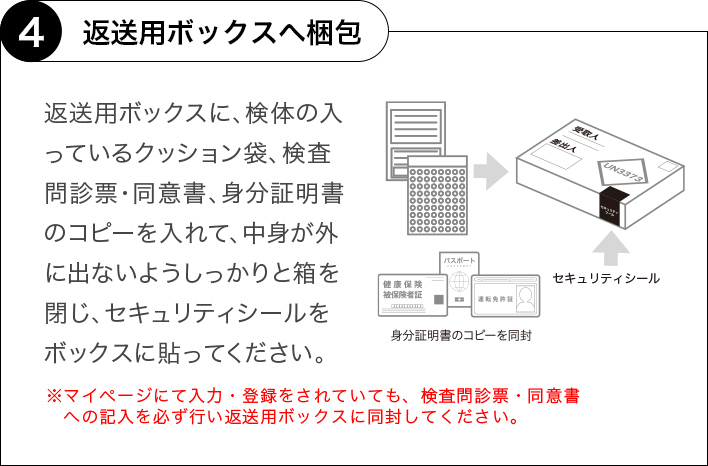 4 返送用ボックスへ梱包
返送用ボックスに、検体の入
っているクッション袋、検査
問診票・同意書、身分証明書
のコピーを入れて、中身が外
に出ないようしっかりと箱を
閉じ、セキュリティシールを
ボックスに貼ってください。
受取人
差出人
UN3373
セキュリティ
シール
セキュリティシール
パスポート
健康保険
被保険者証
運転免許証
身分証明書のコピーを同封
※マイページにて入力・登録をされていても、検査問診票・同意書
への記入を必ず行い返送用ボックスに同封してください。